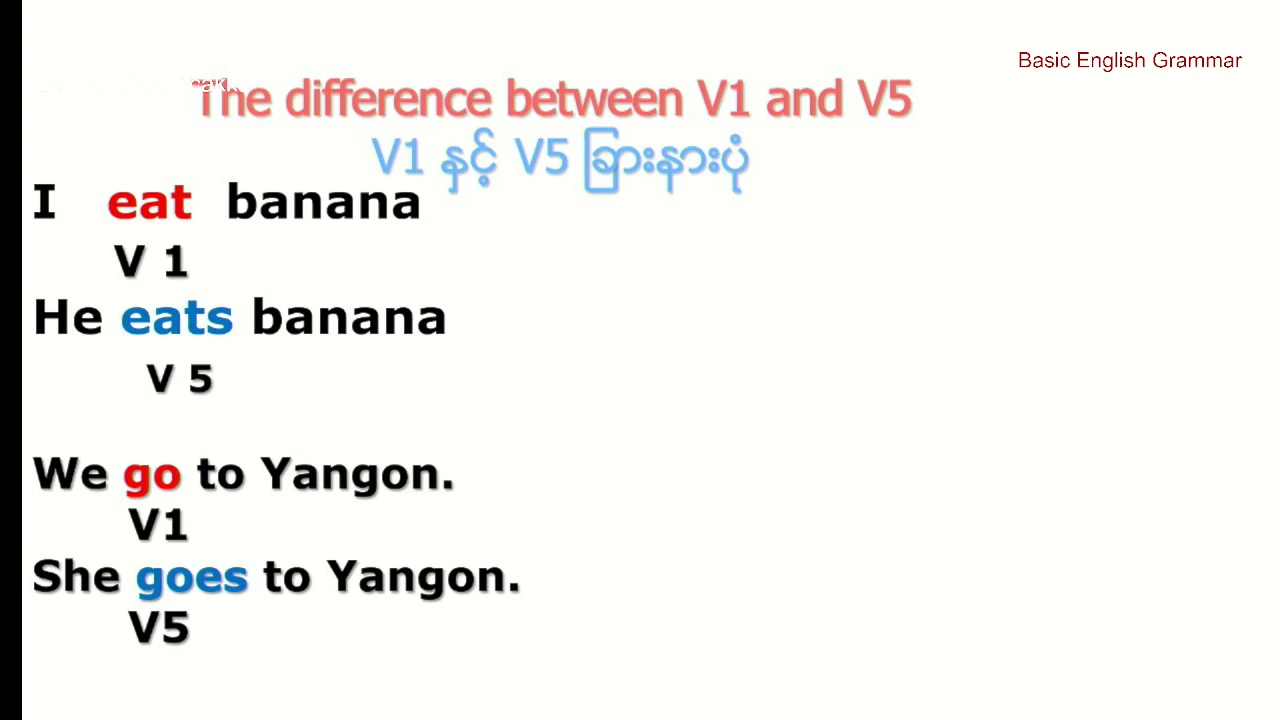 Basic English Grammar
The difference between V1 and V5
V1 နှင့် V5 ခြားနားပုံ
I eat banana
V 1
He eats banana
V 5
We go to Yangon.
V1
She goes to Yangon.
V5